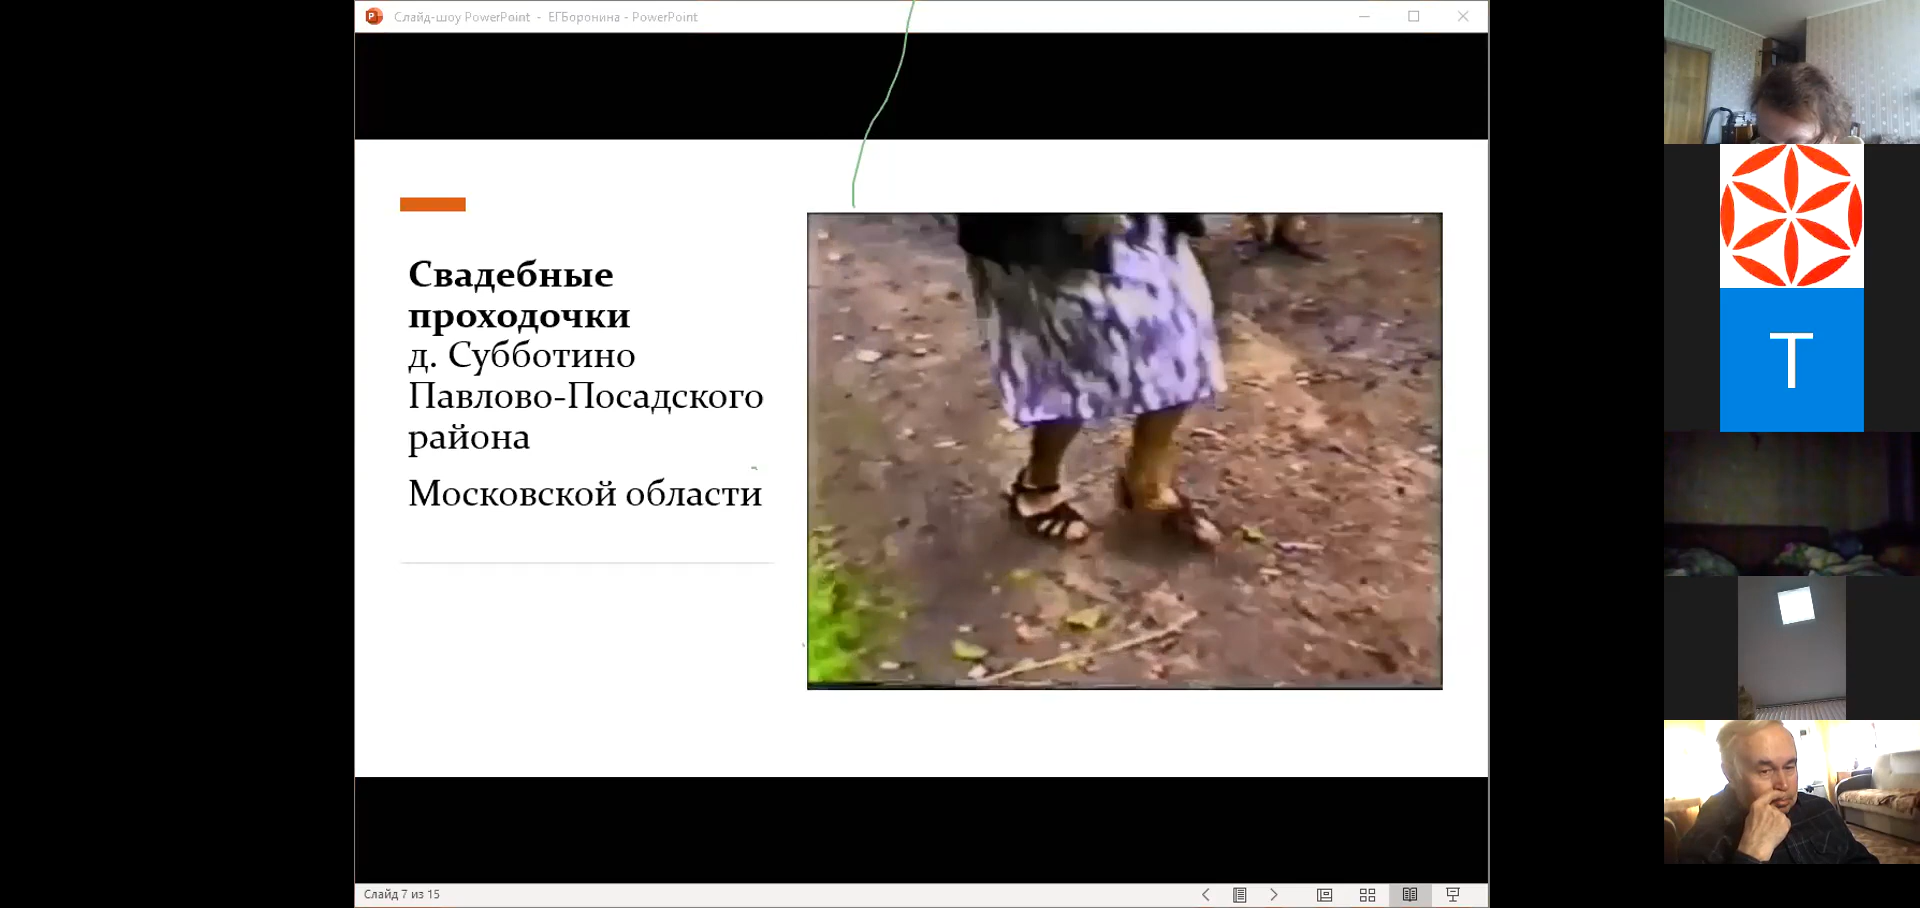 Слайд-шоу PowerPoint - ЕГБоронина - PowerPoint
Свадебные
проходочки
д. Субботино
Павлово-Посадского
района
Московской области
Слайд 7 из 15
T